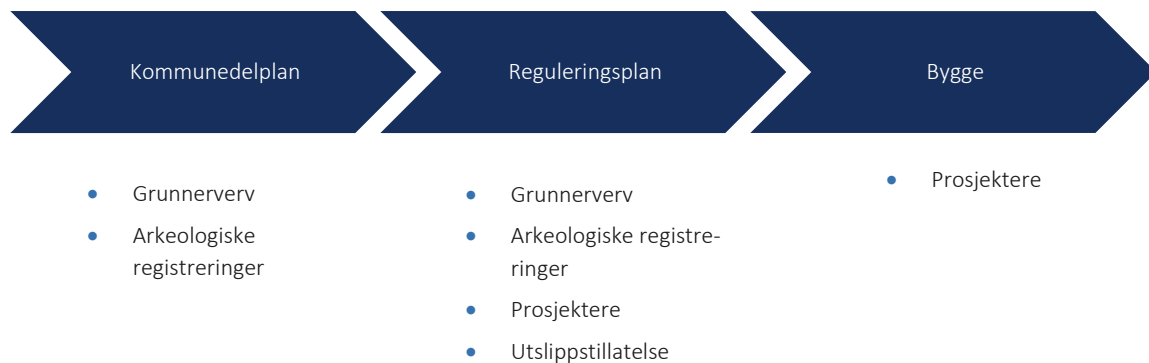 Kommunedelplan
Reguleringsplan
Bygge
Grunnerverv
Arkeologiske
registreringer
Grunnerverv
Arkeologiske registre-
ringer
Prosjektere
Utslippstillatelse
Prosjektere